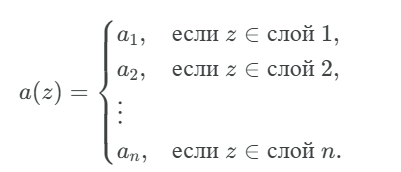 a(z) =
a₁, если z ∈ слой 1,
a₂, если z ∈ слой 2,
⋮
aₙ, если z ∈ слой n.